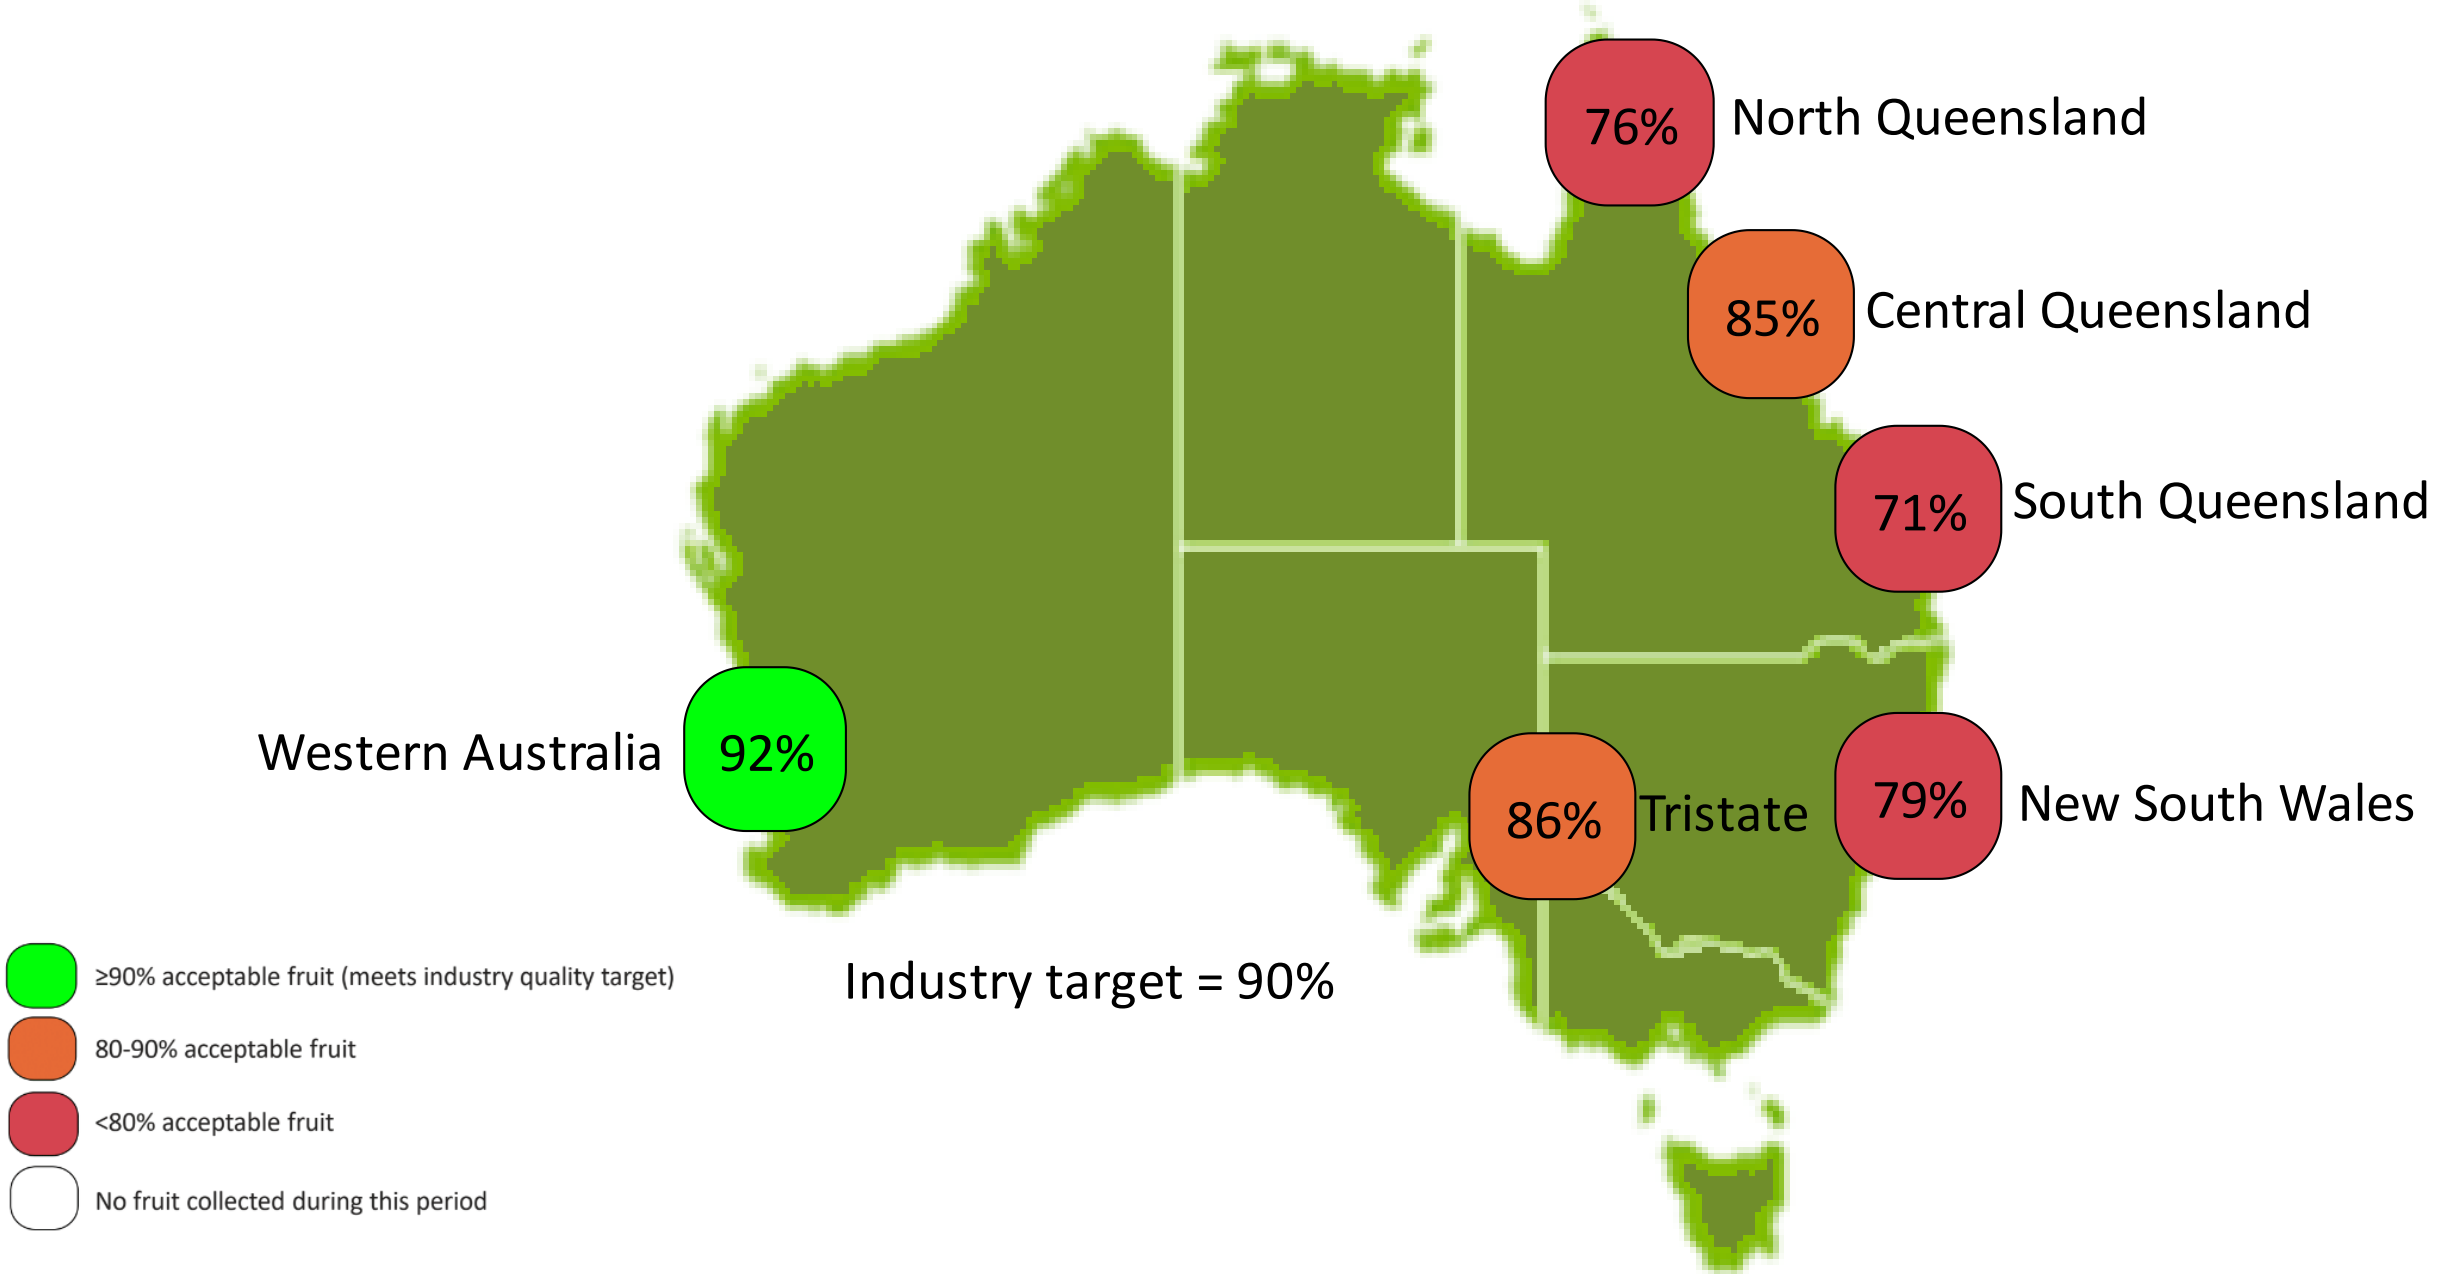 76% North Queensland
85% Central Queensland
71% South Queensland
Western Australia 92%
86% Tristate
79% New South Wales
≥90% acceptable fruit (meets industry quality target)
Industry target = 90%
80-90% acceptable fruit
<80% acceptable fruit
No fruit collected during this period